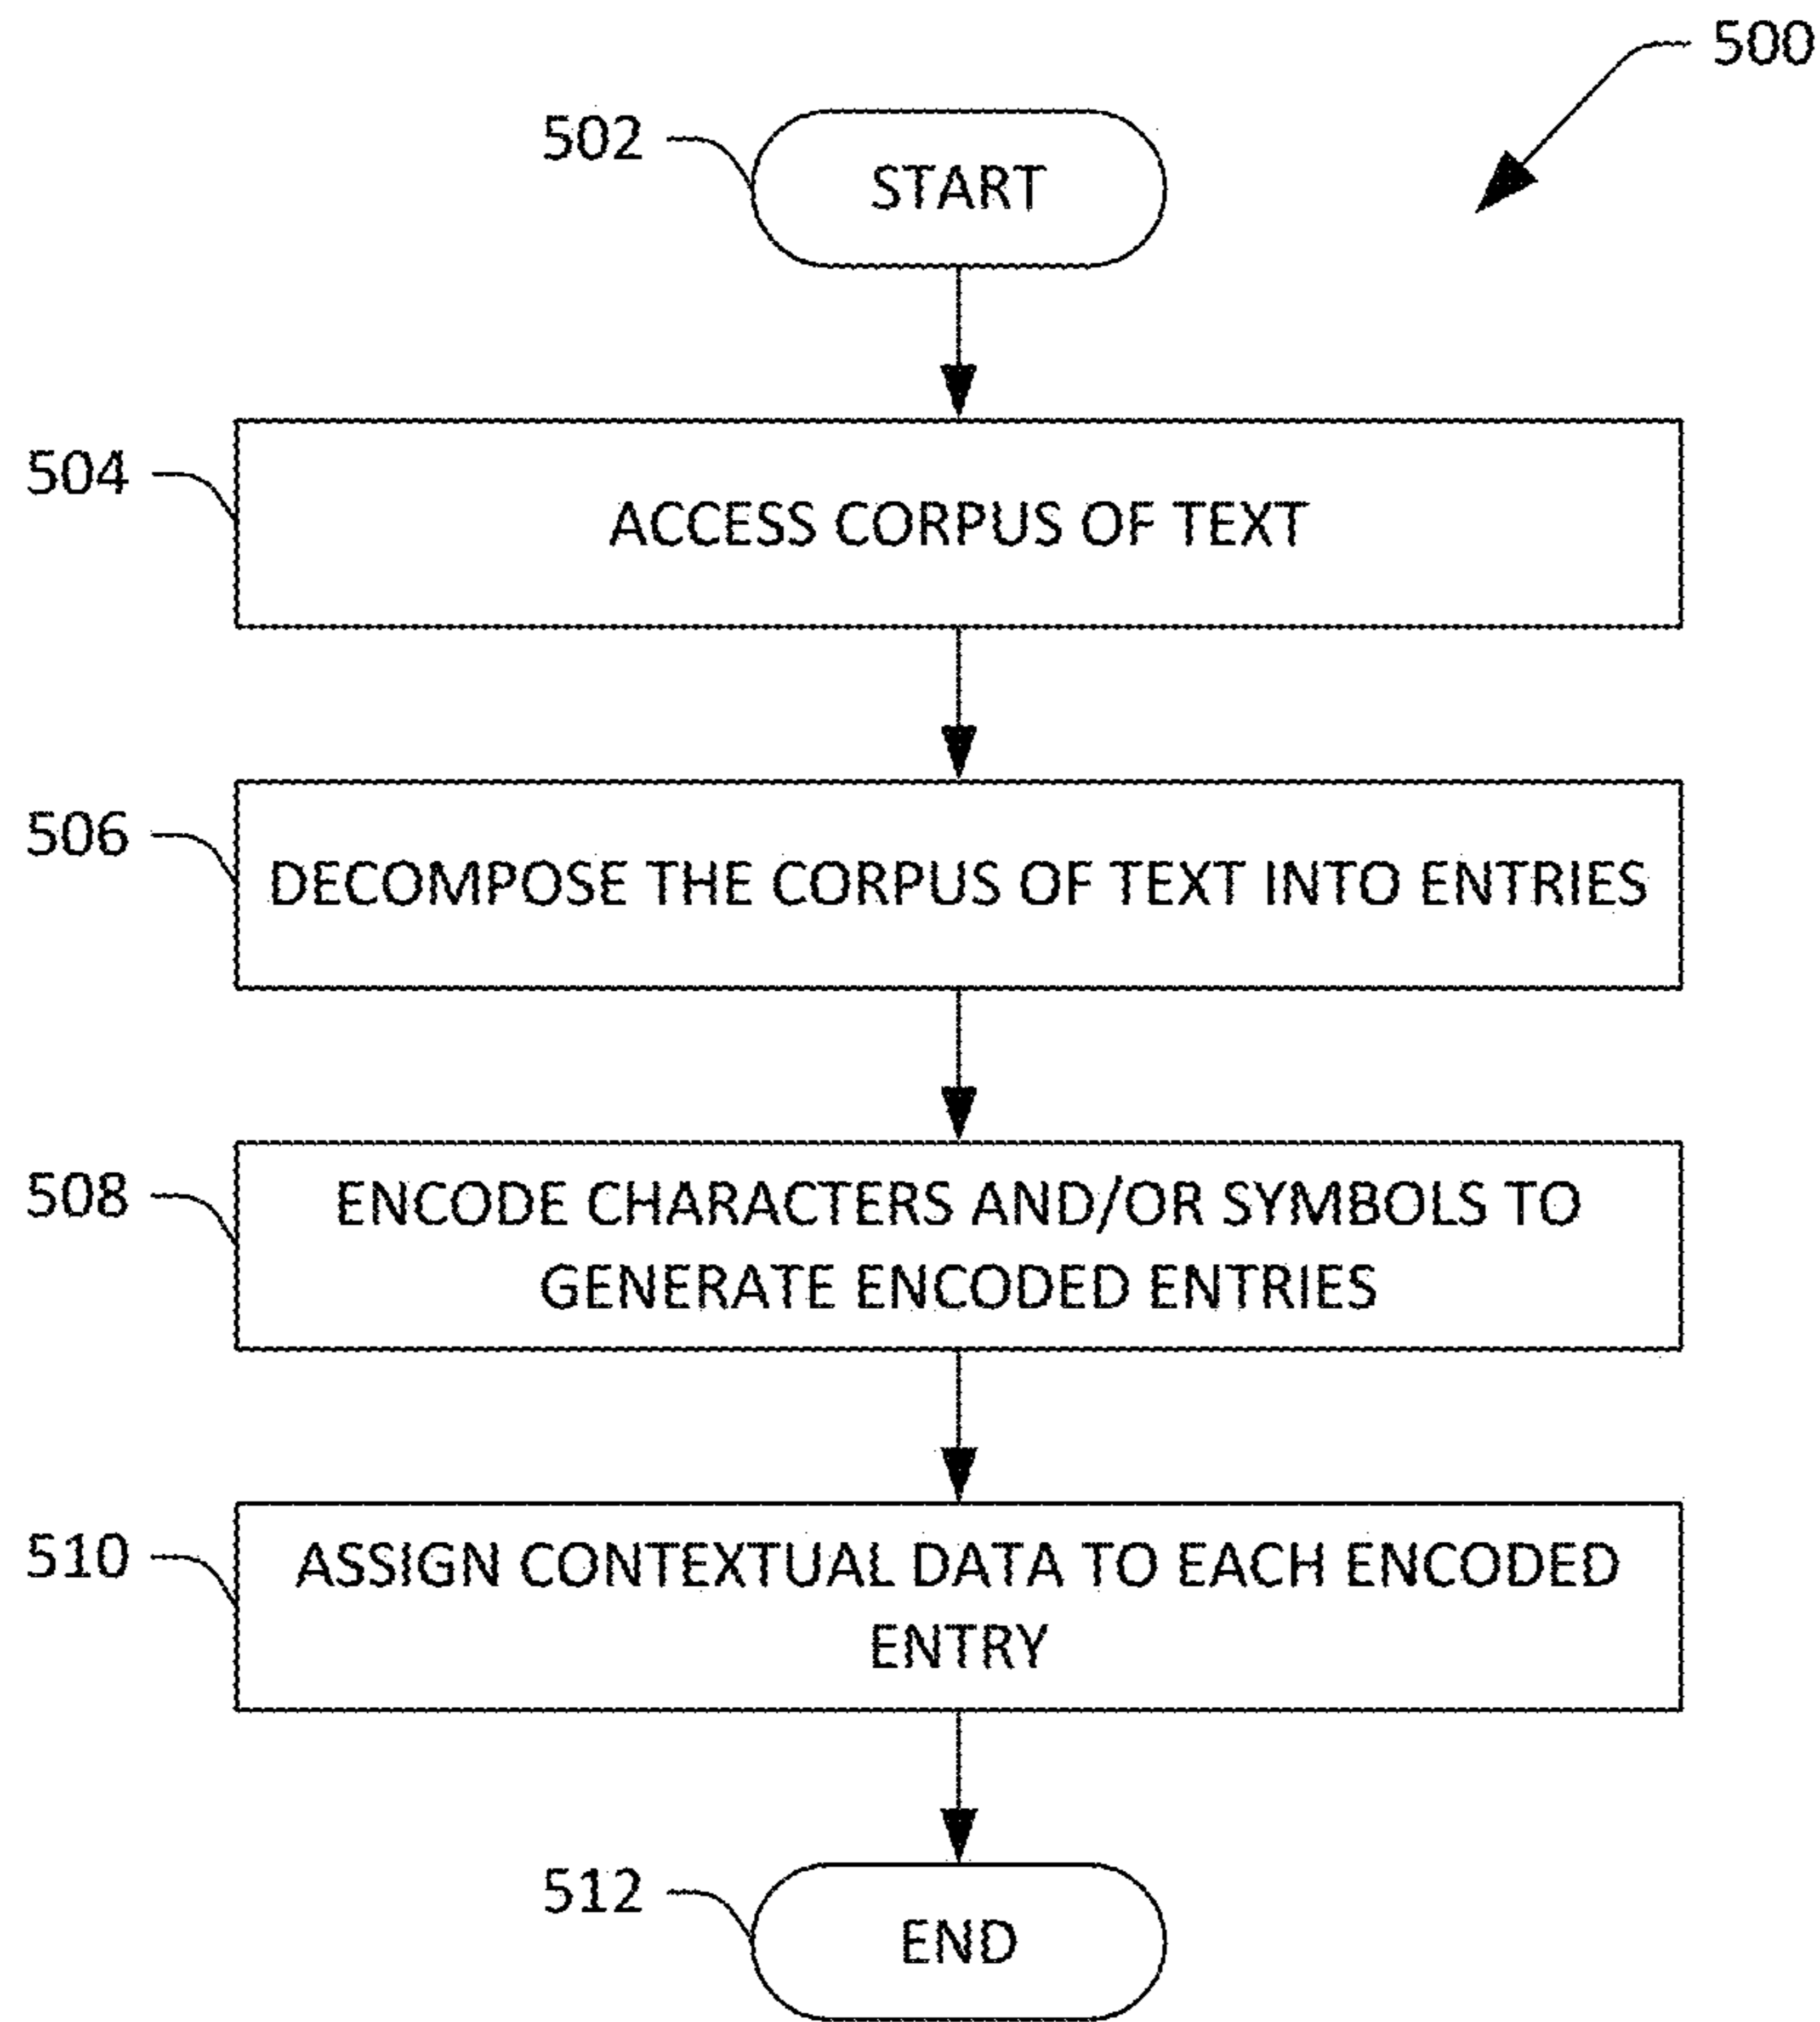 500
502
START
504
ACCESS CORPUS OF TEXT
506
DECOMPOSE THE CORPUS OF TEXT INTO ENTRIES
508
ENCODE CHARACTERS AND/OR SYMBOLS TO
GENERATE ENCODED ENTRIES
510
ASSIGN CONTEXTUAL DATA TO EACH ENCODED
ENTRY
512
END